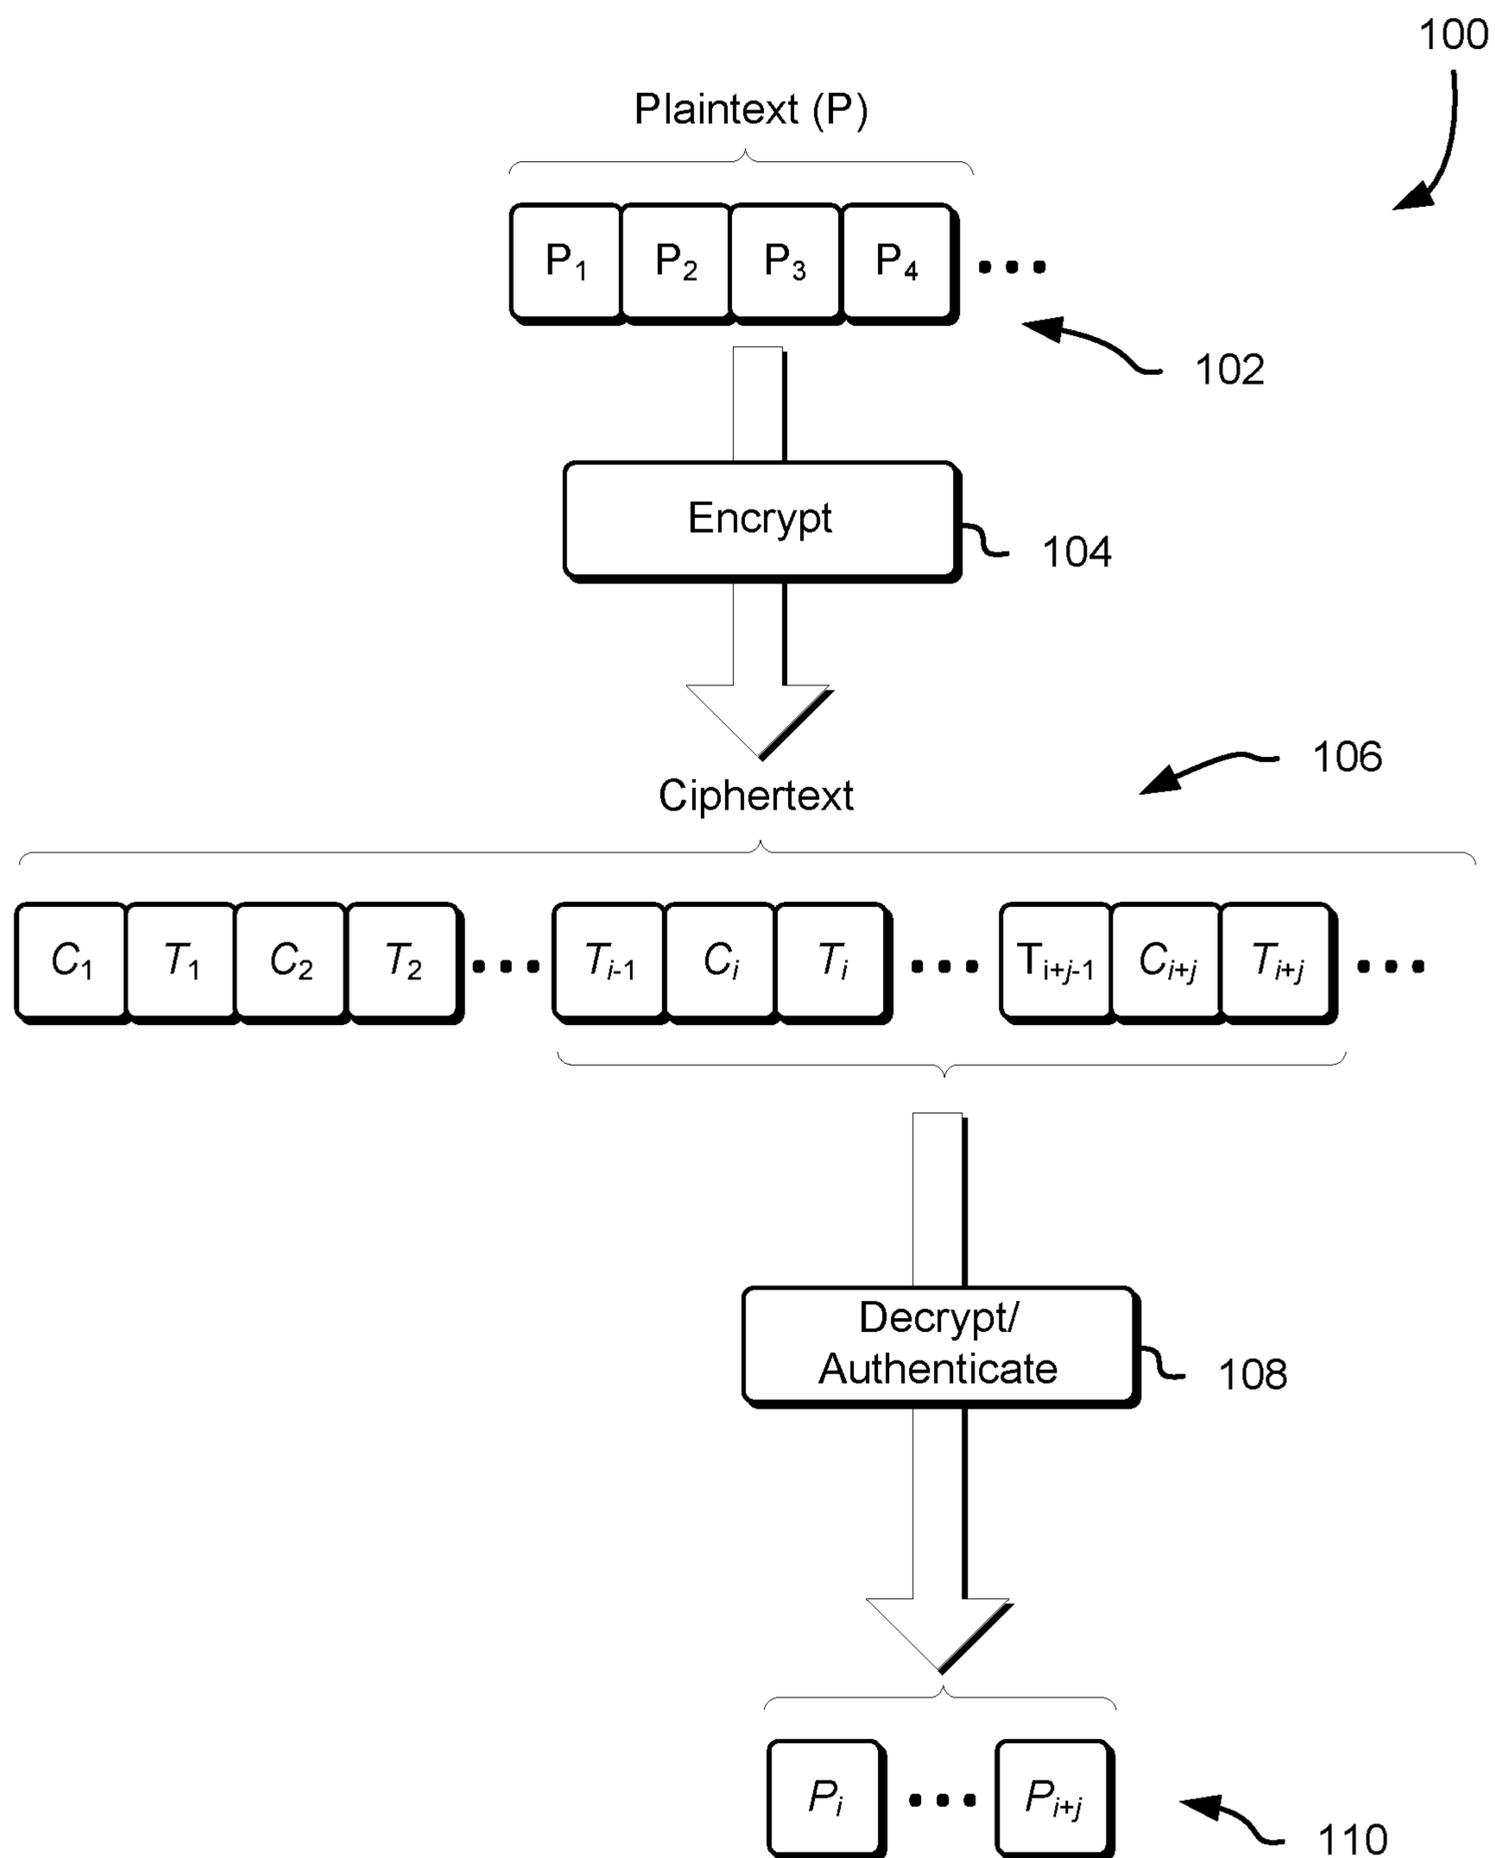 100
Plaintext (P)
P1 P2 P3 P4 ...
102
Encrypt
104
106
Ciphertext
C1 T1 C2 T2 ... Ti-1 Ci Ti ... Ti+j-1 Ci+j Ti+j ...
Decrypt/
Authenticate
108
Pi ... Pi+j
110